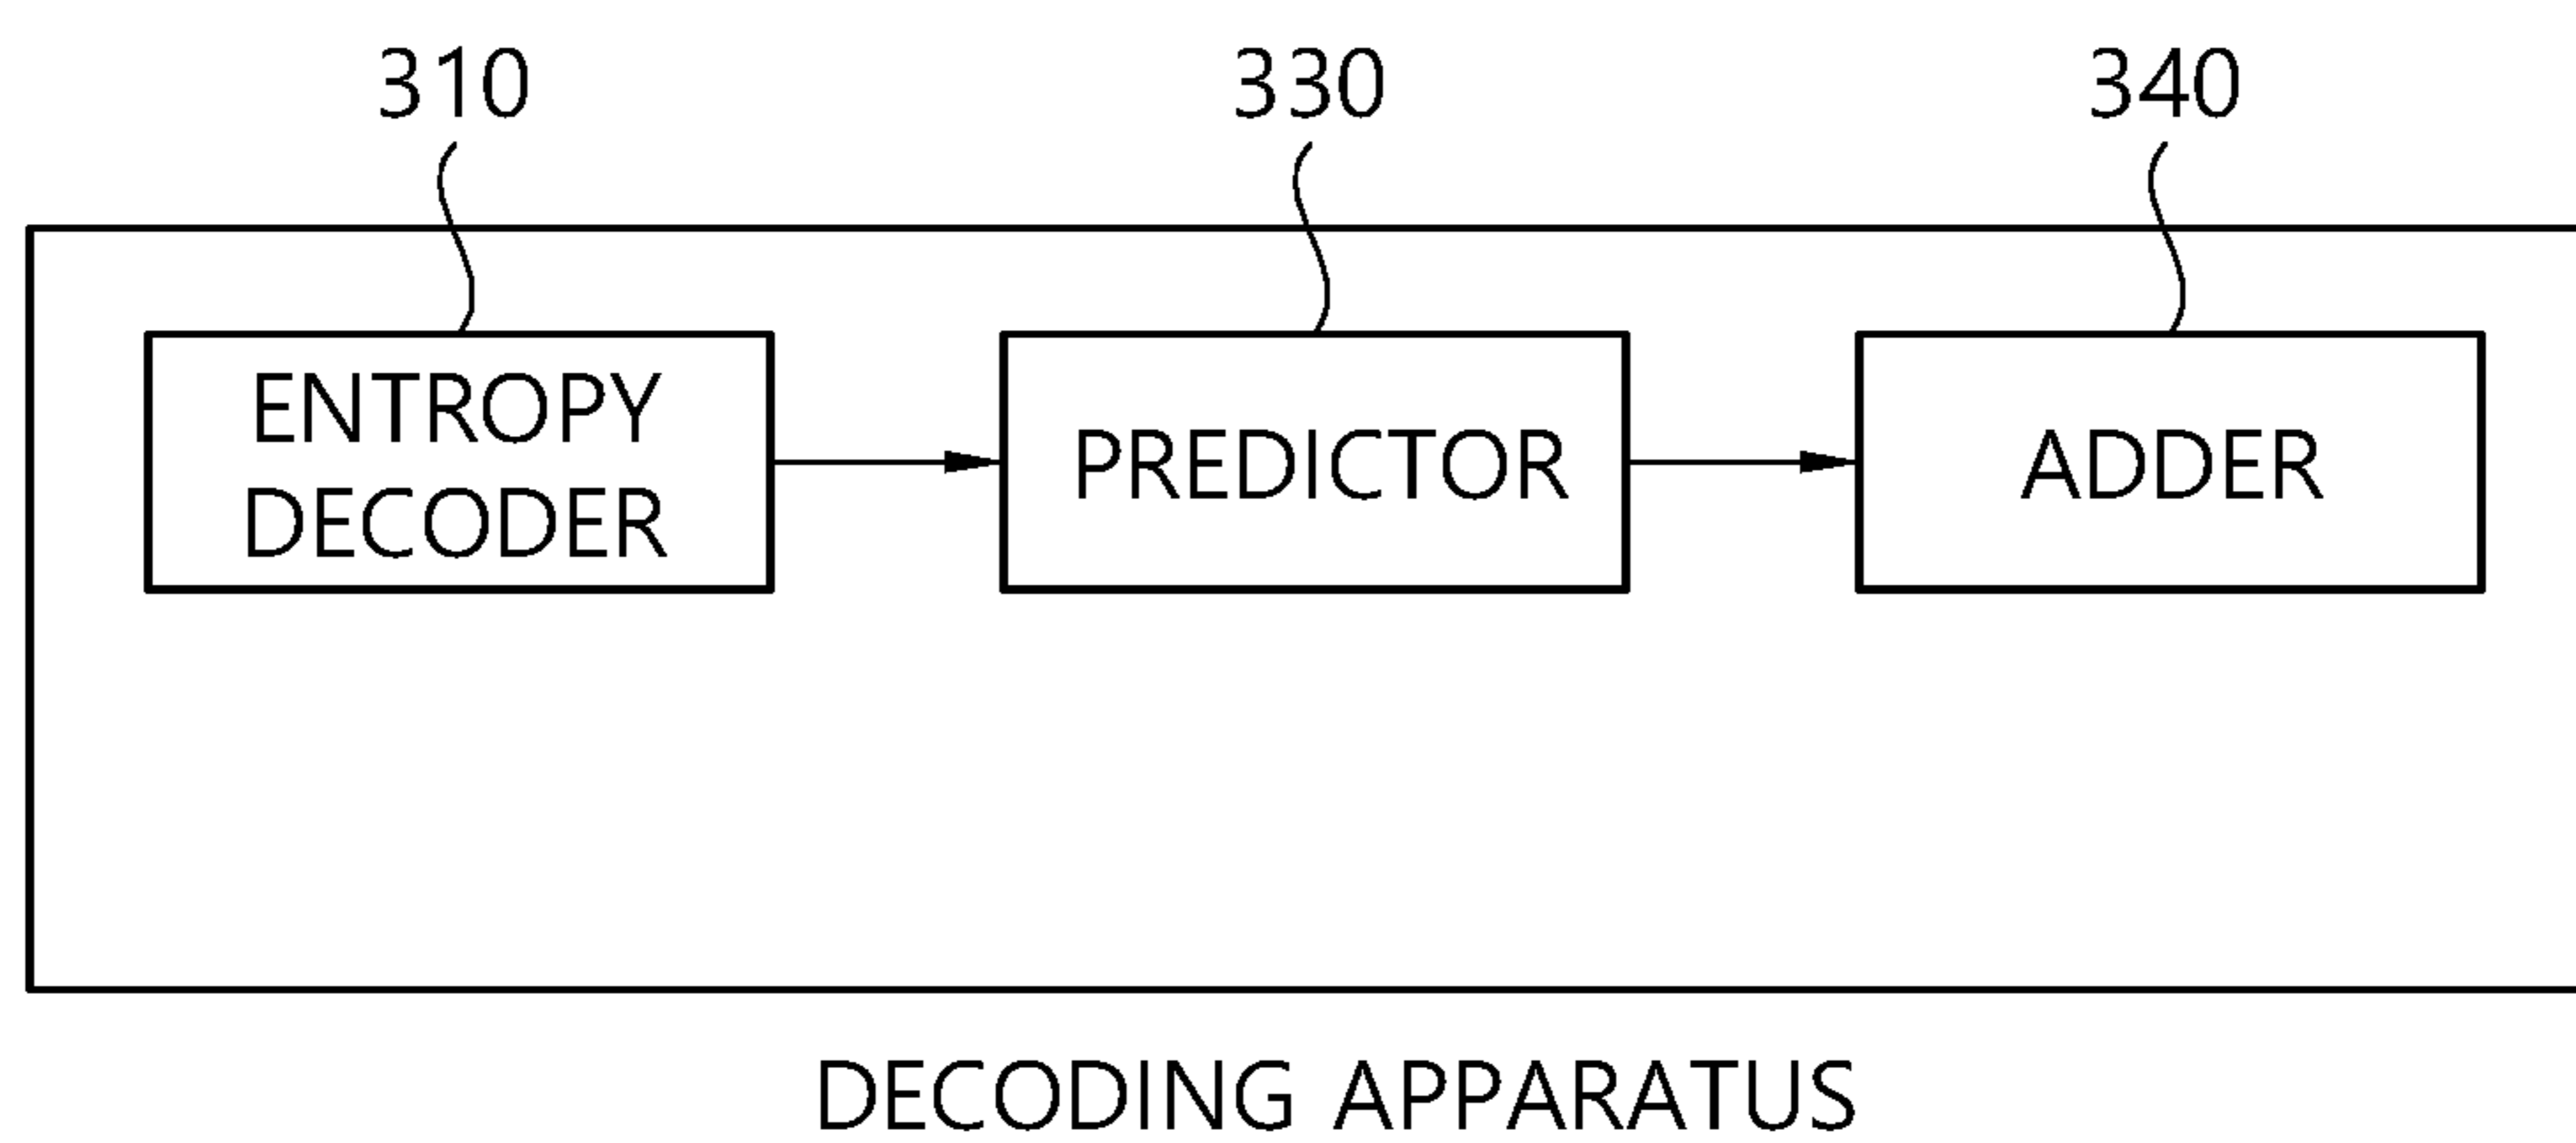 310
330
340
ENTROPY
DECODER
PREDICTOR
ADDER
DECODING APPARATUS